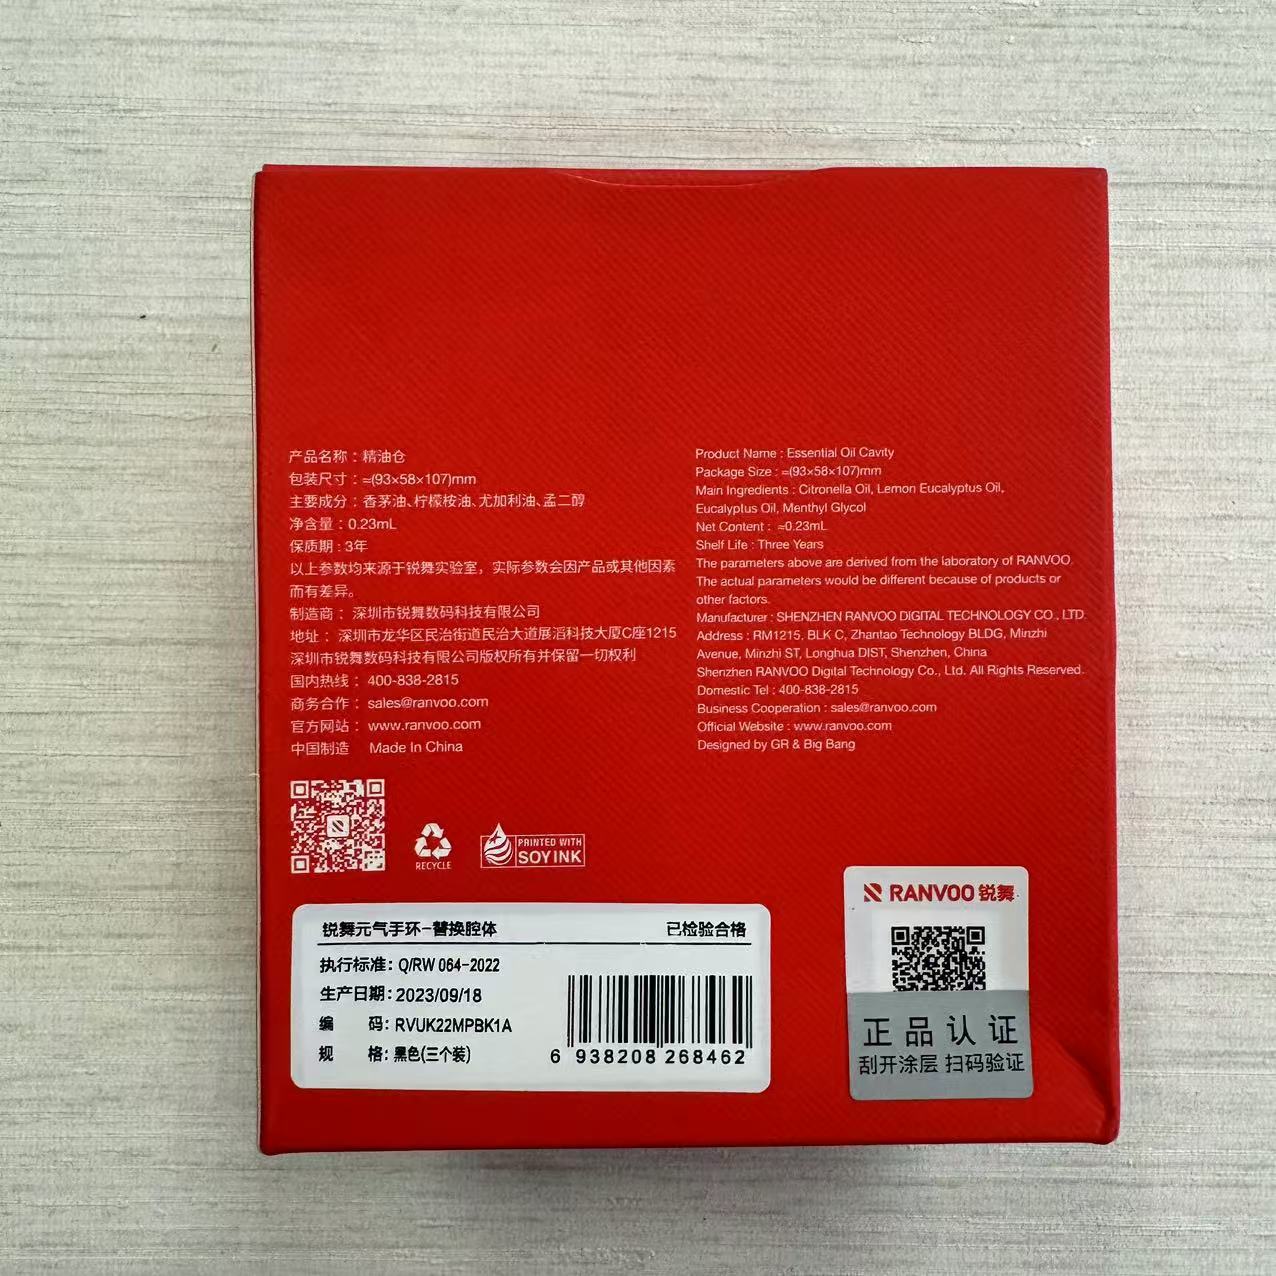 产品名称：精油仓
包装尺寸：≈(93×58×107)mm
主要成分：香茅油、柠檬桉油、尤加利油、孟二醇
净含量：0.23mL
保质期：3年
以上参数均来源于锐舞实验室，实际参数会因产品或其他因素
而有差异。
制造商：深圳市锐舞数码科技有限公司
地址：深圳市龙华区民治街道民治大道展滔科技大厦C座1215
深圳市锐舞数码科技有限公司版权所有并保留一切权利
国内热线：400-838-2815
商务合作：sales@ranvoo.com
官方网站：www.ranvoo.com
中国制造 Made In China
Product Name : Essential Oil Cavity
Package Size : ≈(93×58×107)mm
Main Ingredients : Citronella Oil, Lemon Eucalyptus Oil,
Eucalyptus Oil, Menthyl Glycol
Net Content : ≈0.23mL
Shelf Life : Three Years
The parameters above are derived from the laboratory of RANVOO.
The actual parameters would be different because of products or
other factors.
Manufacturer : SHENZHEN RANVOO DIGITAL TECHNOLOGY CO., LTD.
Address : RM1215, BLK C, Zhantao Technology BLDG, Minzhi
Avenue, Minzhi ST, Longhua DIST, Shenzhen, China
Shenzhen RANVOO Digital Technology Co., Ltd. All Rights Reserved.
Domestic Tel : 400-838-2815
Business Cooperation : sales@ranvoo.com
Official Website : www.ranvoo.com
Designed by GR & Big Bang
RECYCLE
PRINTED WITH
SOY INK
锐舞元气手环-替换腔体 已检验合格
执行标准：Q/RW 064-2022
生产日期：2023/09/18
编 码：RVUK22MPBK1A
规 格：黑色(三个装)
6 938208 268462
RANVOO 锐舞
正品认证
刮开涂层 扫码验证